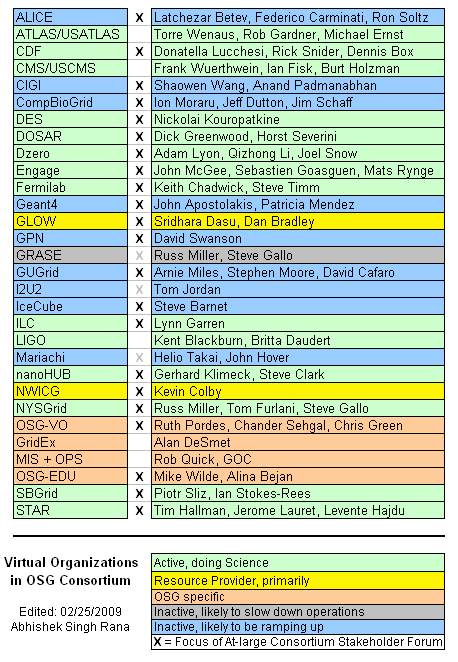 ALICE X Latchezar Betev, Federico Carminati, Ron Soltz
ATLAS/USATLAS Torre Wenaus, Rob Gardner, Michael Ernst
CDF X Donatella Lucchesi, Rick Snider, Dennis Box
CMS/USCMS Frank Wuerthwein, Ian Fisk, Burt Holzman
CIGI X Shaowen Wang, Anand Padmanabhan
CompBioGrid X Ion Moraru, Jeff Dutton, Jim Schaff
DES X Nickolai Kouropatkine
DOSAR X Dick Greenwood, Horst Severini
Dzero X Adam Lyon, Qizhong Li, Joel Snow
Engage X John McGee, Sebastien Goasguen, Mats Rynge
Fermilab X Keith Chadwick, Steve Timm
Geant4 X John Apostolakis, Patricia Mendez
GLOW X Sridhara Dasu, Dan Bradley
GPN X David Swanson
GRASE X Russ Miller, Steve Gallo
GUGrid X Arnie Miles, Stephen Moore, David Cafaro
I2U2 X Tom Jordan
IceCube X Steve Barnet
ILC X Lynn Garren
LIGO Kent Blackburn, Britta Daudert
Mariachi X Helio Takai, John Hover
nanoHUB X Gerhard Klimeck, Steve Clark
NWICG X Kevin Colby
NYSGrid X Russ Miller, Tom Furlani, Steve Gallo
OSG-VO X Ruth Pordes, Chander Sehgal, Chris Green
GridEx Alan DeSmet
MIS + OPS Rob Quick, GOC
OSG-EDU X Mike Wilde, Alina Bejan
SBGrid X Piotr Sliz, Ian Stokes-Rees
STAR X Tim Hallman, Jerome Lauret, Levente Hajdu
Virtual Organizations
in OSG Consortium
Edited: 02/25/2009
Abhishek Singh Rana
Active, doing Science
Resource Provider, primarily
OSG specific
Inactive, likely to slow down operations
Inactive, likely to be ramping up
X = Focus of At-large Consortium Stakeholder Forum